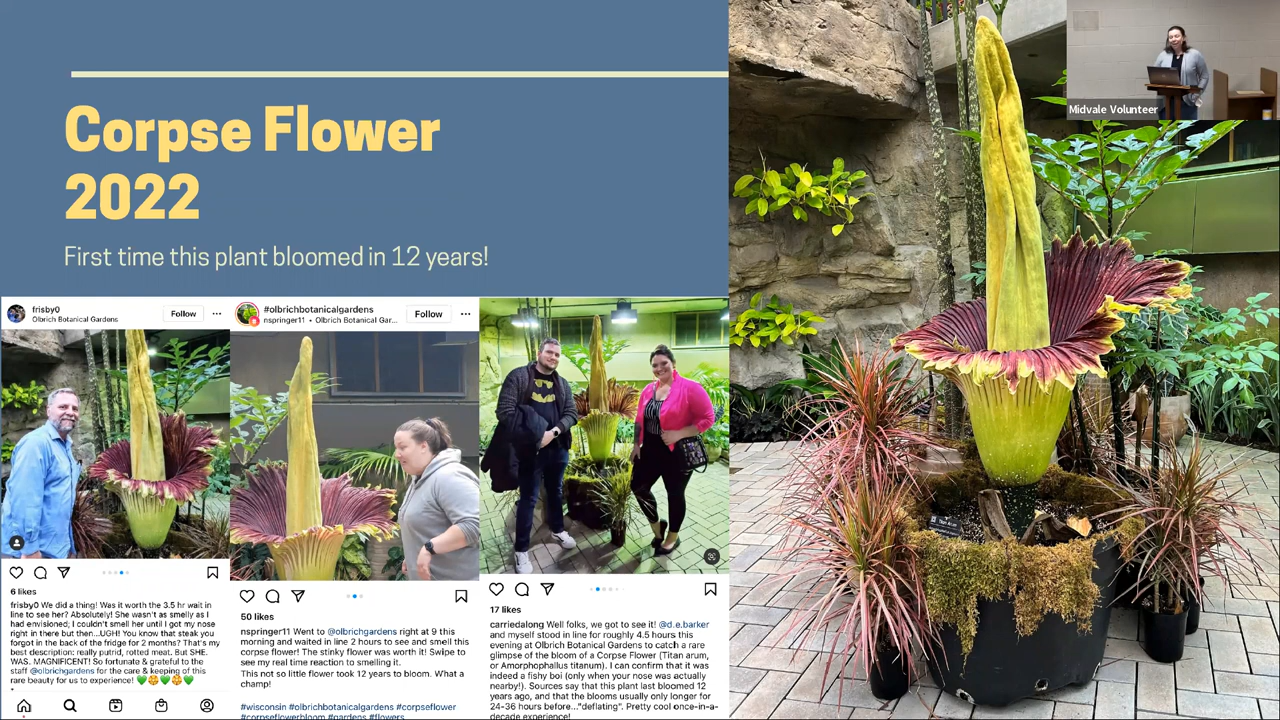 Corpse Flower
2022
First time this plant bloomed in 12 years!
Midvale Volunteer
frisby0
Olbrich Botanical Gardens
Follow
6 likes
frisby0 We did a thing! Was it worth the 3.5 hr wait in
line to see her? Absolutely! She wasn't as smelly as I
had envisioned; I couldn't smell her until I got my nose
right in there but then...UGH! You know that steak you
forgot in the back of the fridge for 2 months? That's my
best description: really putrid, rotted meat. But SHE.
WAS. MAGNIFICENT! So fortunate & grateful to the
staff @olbrichgardens for the care & keeping of this
rare beauty for us to experience! 💚🥰💚🥰💚
#olbrichbotanicalgardens
nspringer11 • Olbrich Botanical Gar...
Follow
50 likes
nspringer11 Went to @olbrichgardens right at 9 this
morning and waited in line 2 hours to see and smell this
corpse flower! The stinky flower was worth it! Swipe to
see my real time reaction to smelling it.
This not so little flower took 12 years to bloom. What a
champ!
#wisconsin #olbrichbotanicalgardens #corpseflower
#corpseflowerbloom #gardens #flowers
17 likes
carriedalong Well folks, we got to see it! @d.e.barker
and myself stood in line for roughly 4.5 hours this
evening at Olbrich Botanical Gardens to catch a rare
glimpse of the bloom of a Corpse Flower (Titan arum,
or Amorphophallus titanum). I can confirm that it was
indeed a fishy boi (only when your nose was actually
nearby!). Sources say that this plant last bloomed 12
years ago, and that the blooms usually only longer for
24-36 hours before..."deflating". Pretty cool once-in-a-
decade experience!